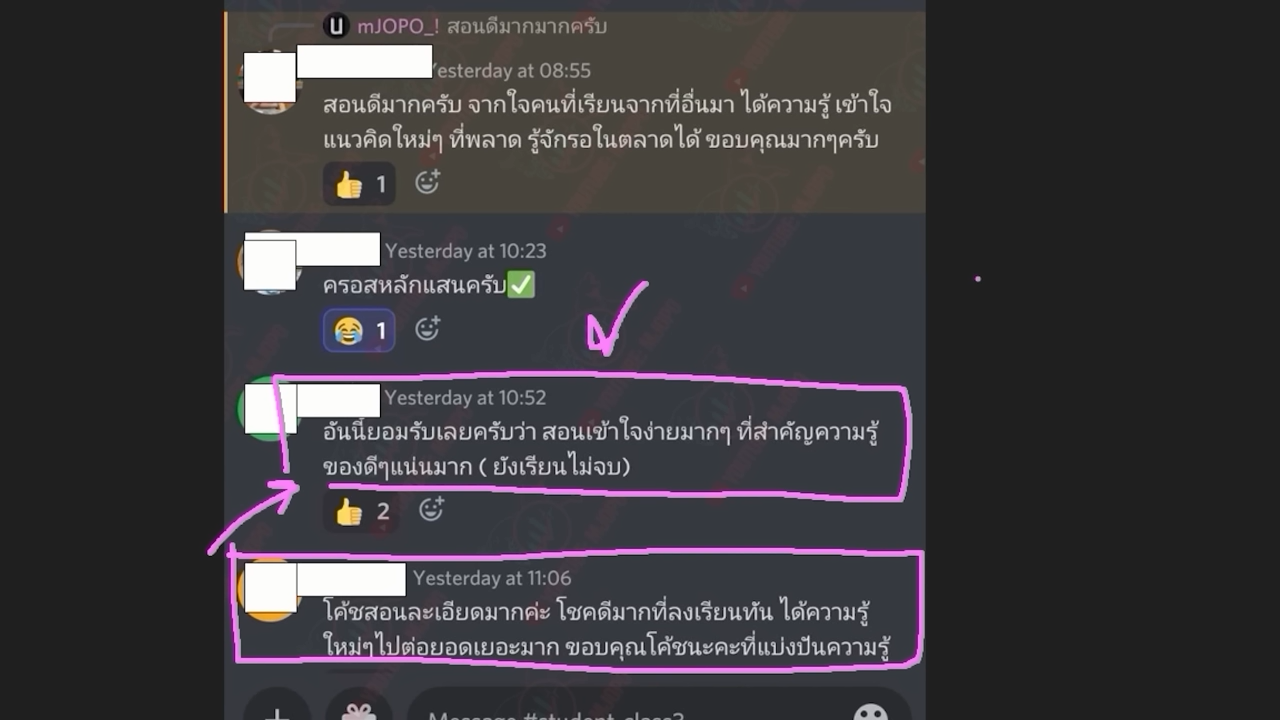 mJOPO_! สอนดีมากมากครับ
Yesterday at 08:55
สอนดีมากครับ จากใจคนที่เรียนจากที่อื่นมา ได้ความรู้ เข้าใจ
แนวคิดใหม่ๆ ที่พลาด รู้จักรอในตลาดได้ ขอบคุณมากๆครับ
1
Yesterday at 10:23
ครอสหลักแสนครับ✅
1
Yesterday at 10:52
อันนี้ยอมรับเลยครับว่า สอนเข้าใจง่ายมากๆ ที่สำคัญความรู้
ของดีๆแน่นมาก ( ยังเรียนไม่จบ)
2
Yesterday at 11:06
โค้ชสอนละเอียดมากค่ะ โชคดีมากที่ลงเรียนทัน ได้ความรู้
ใหม่ๆไปต่อยอดเยอะมาก ขอบคุณโค้ชนะคะที่แบ่งปันความรู้
Message #student-class3